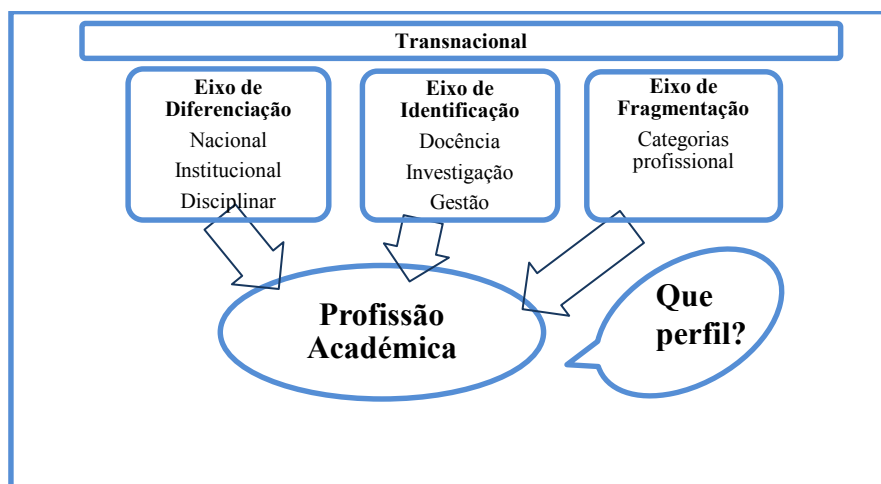 Transnacional
Eixo de
Diferenciação
Nacional
Institucional
Disciplinar
Eixo de
Identificação
Docência
Investigação
Gestão
Eixo de
Fragmentação
Categorias
profissional
Profissão
Académica
Que
perfil?